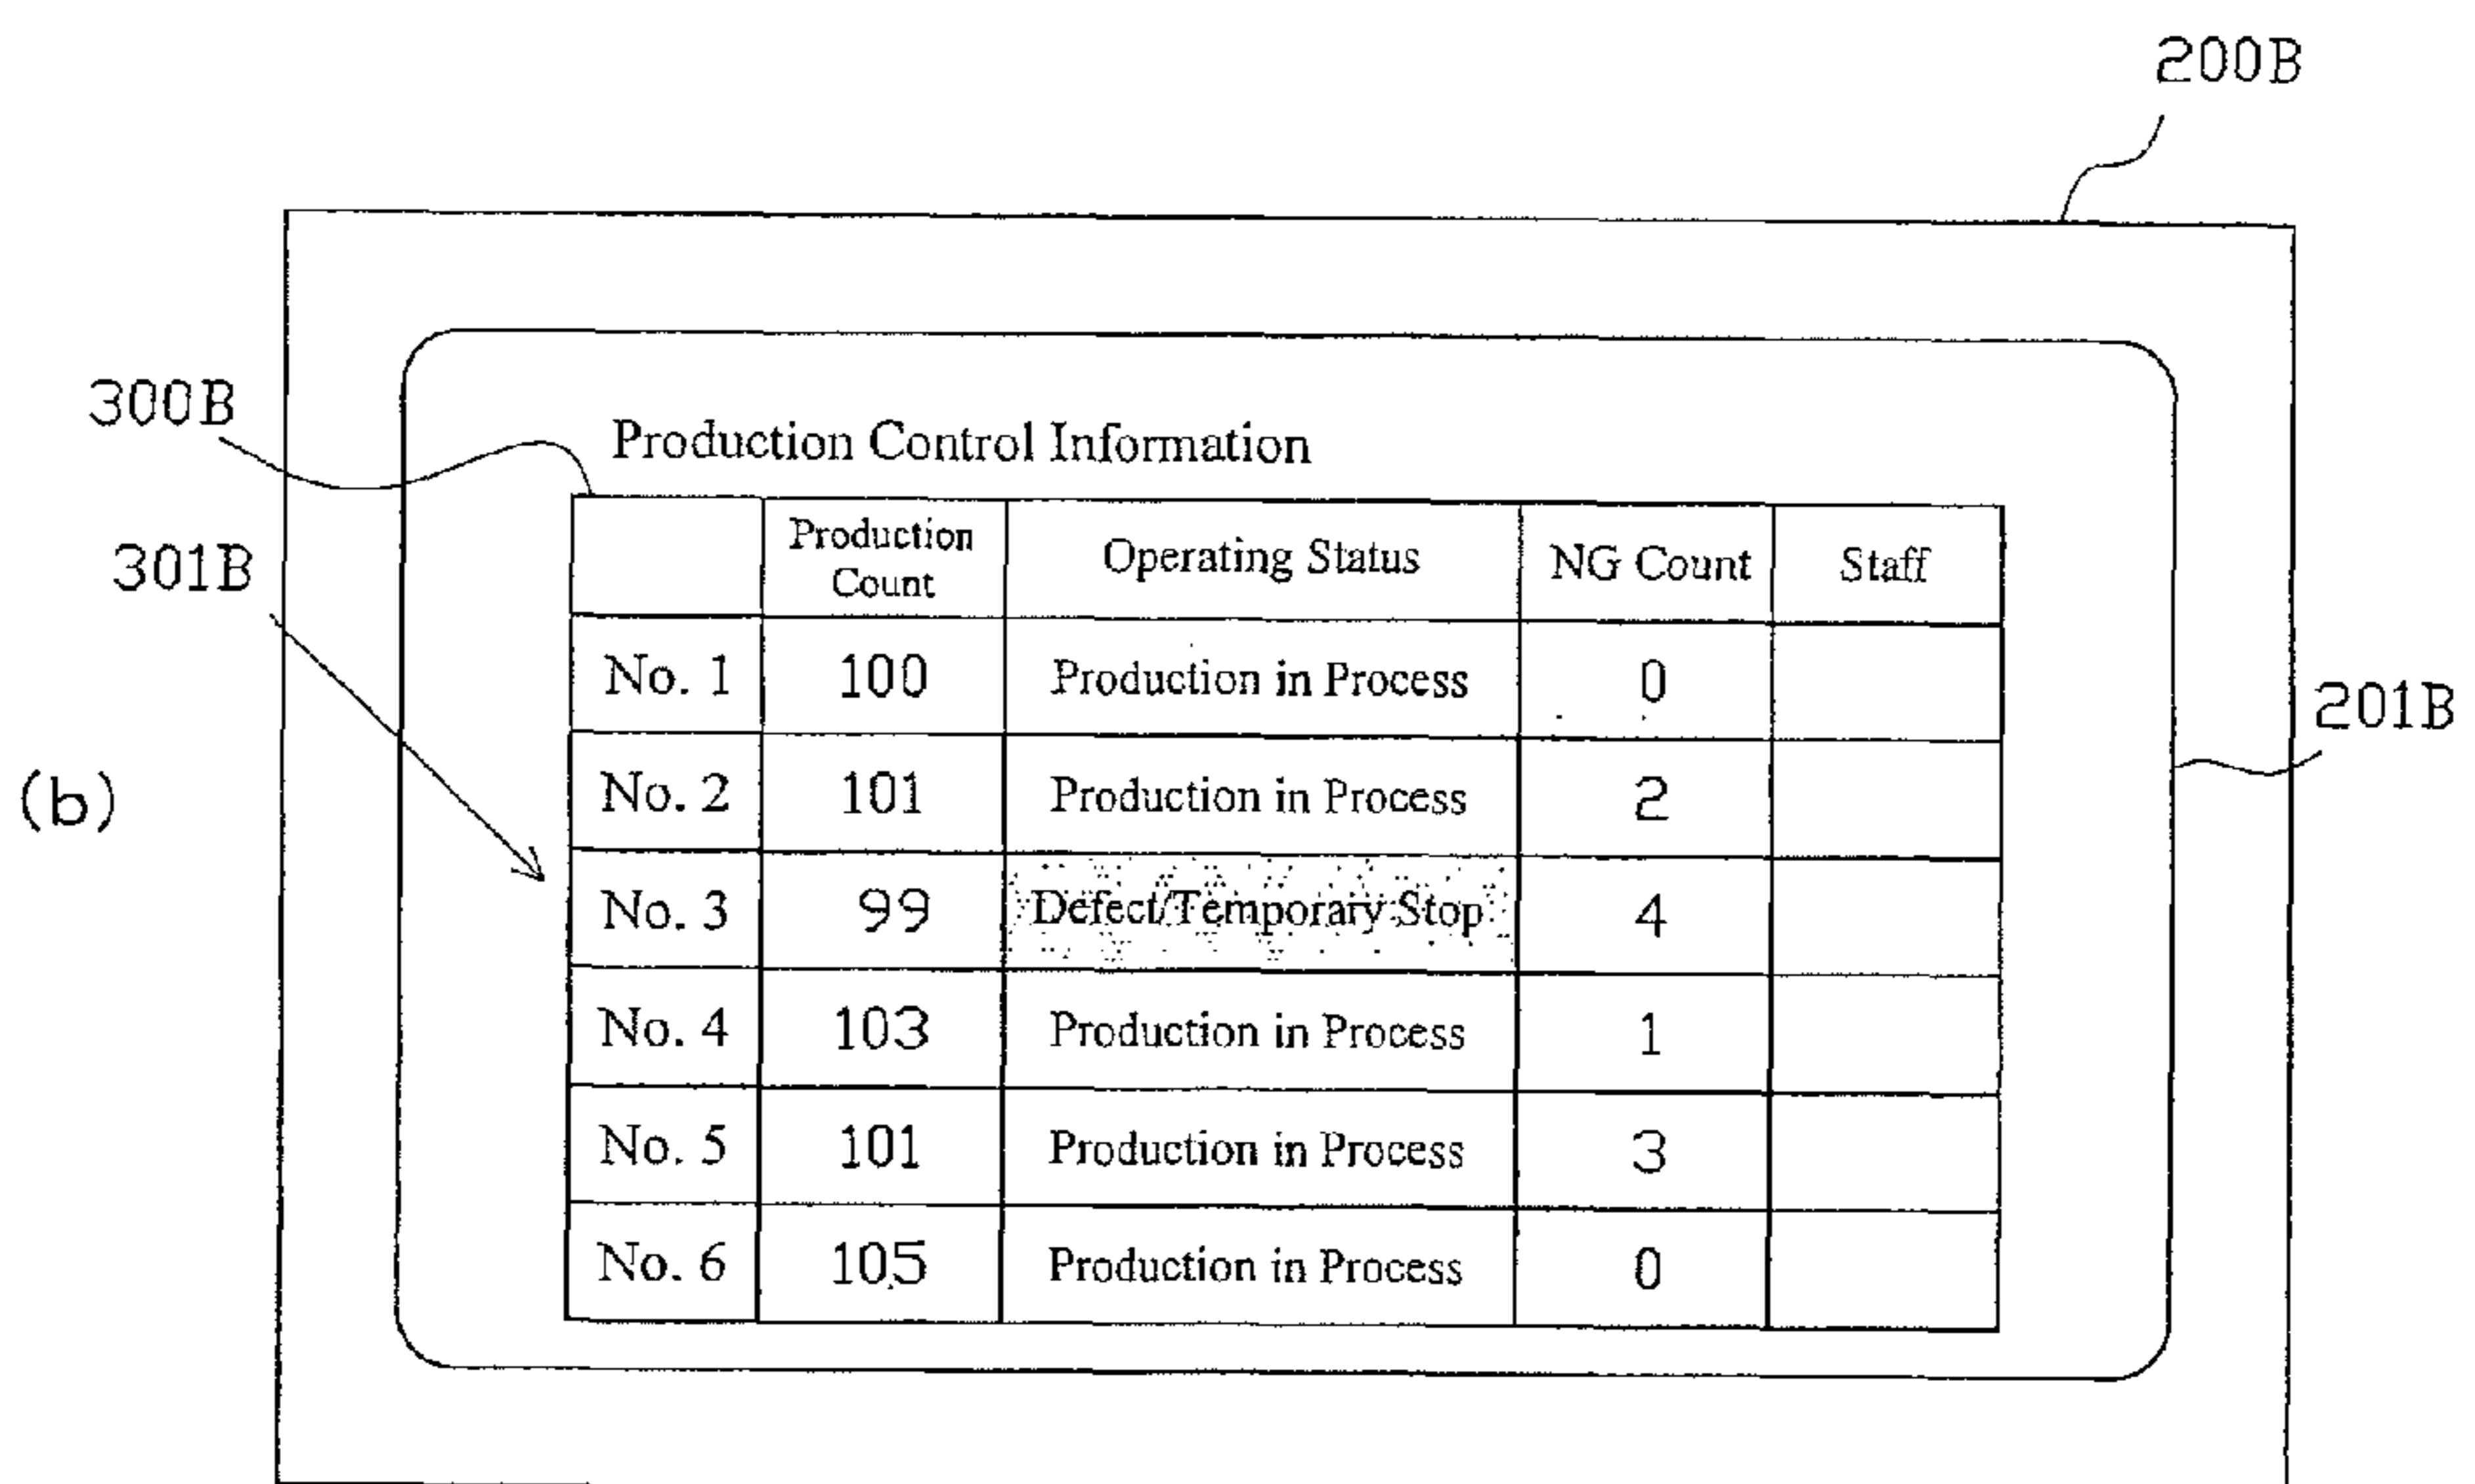 200B
300B
Production Control Information
301B
Production Count Operating Status NG Count Staff
No. 1 100 Production in Process 0
201B
No. 2 101 Production in Process 2
(b)
No. 3 99 Defect/Temporary Stop 4
No. 4 103 Production in Process 1
No. 5 101 Production in Process 3
No. 6 105 Production in Process 0